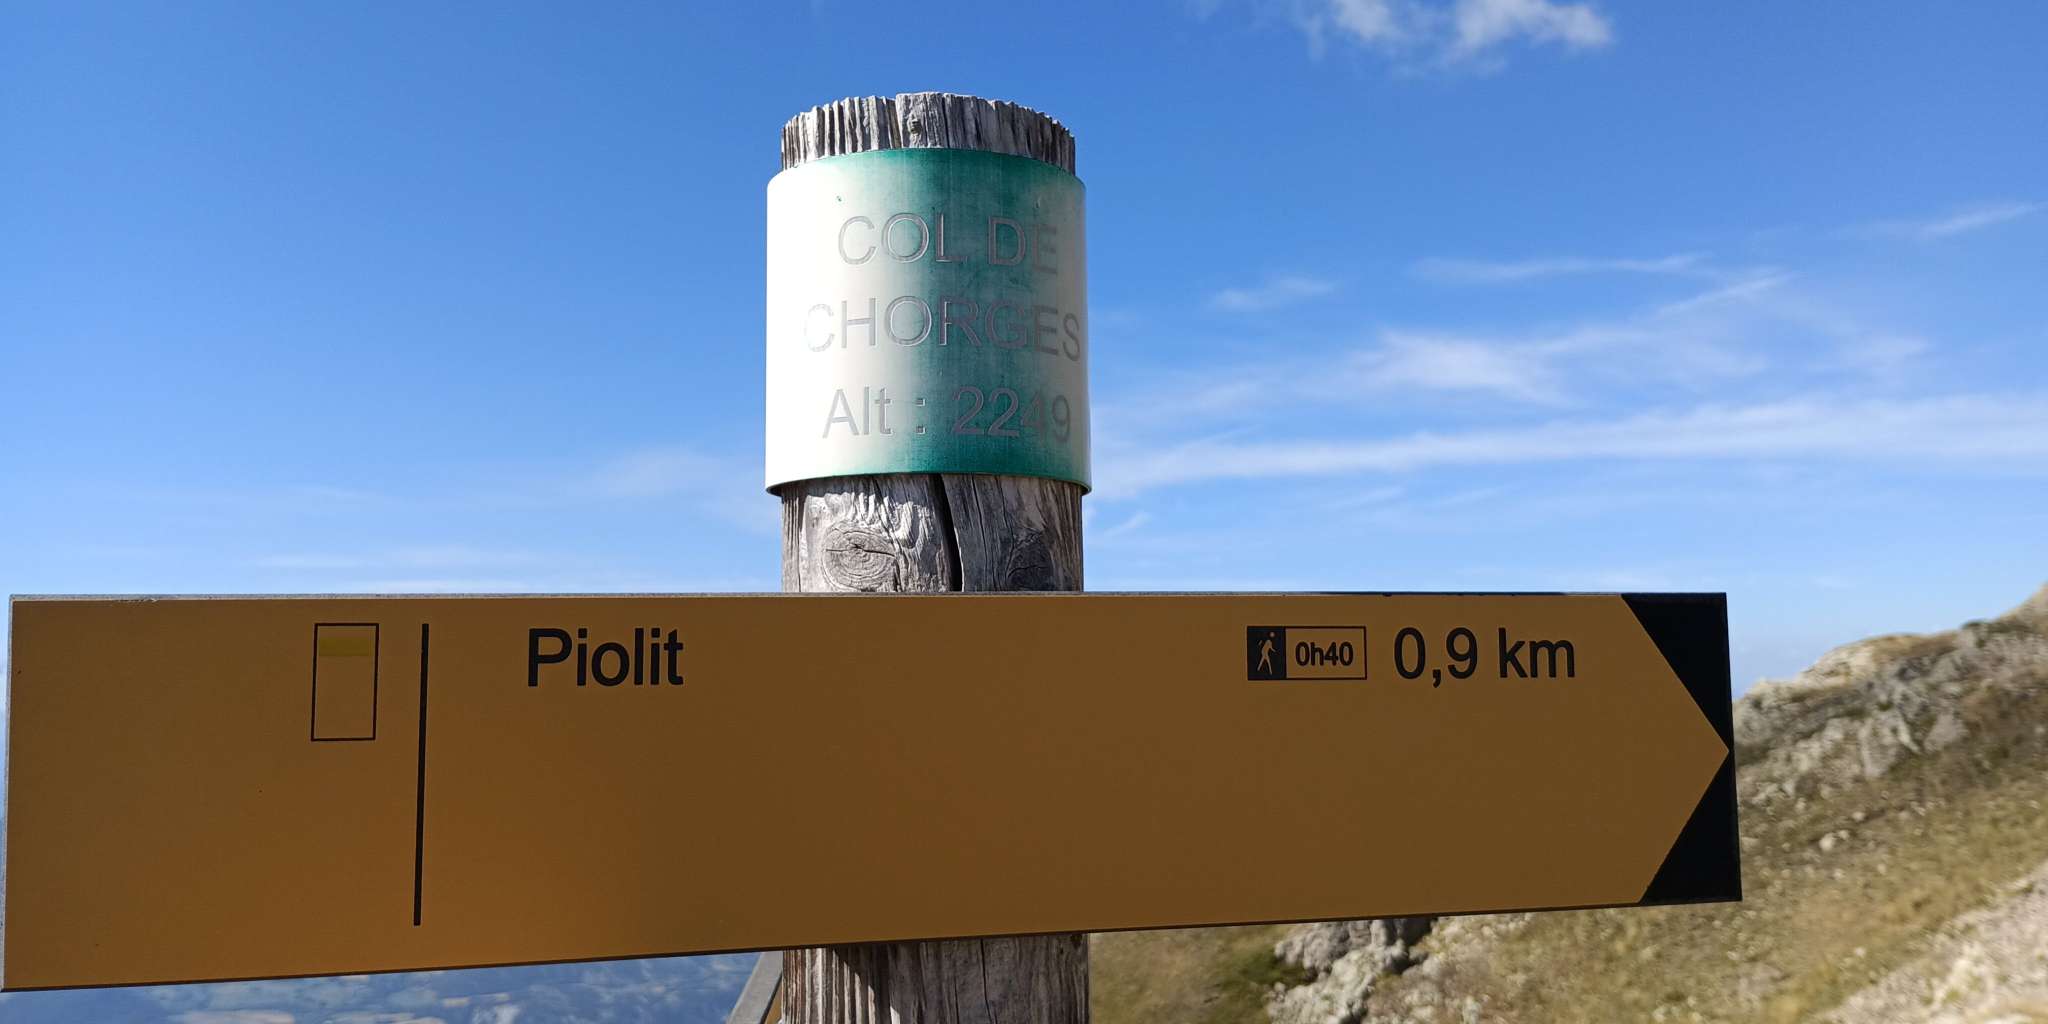 COL DE
CHORGES
Alt : 2249
Piolit 0h40 0,9 km